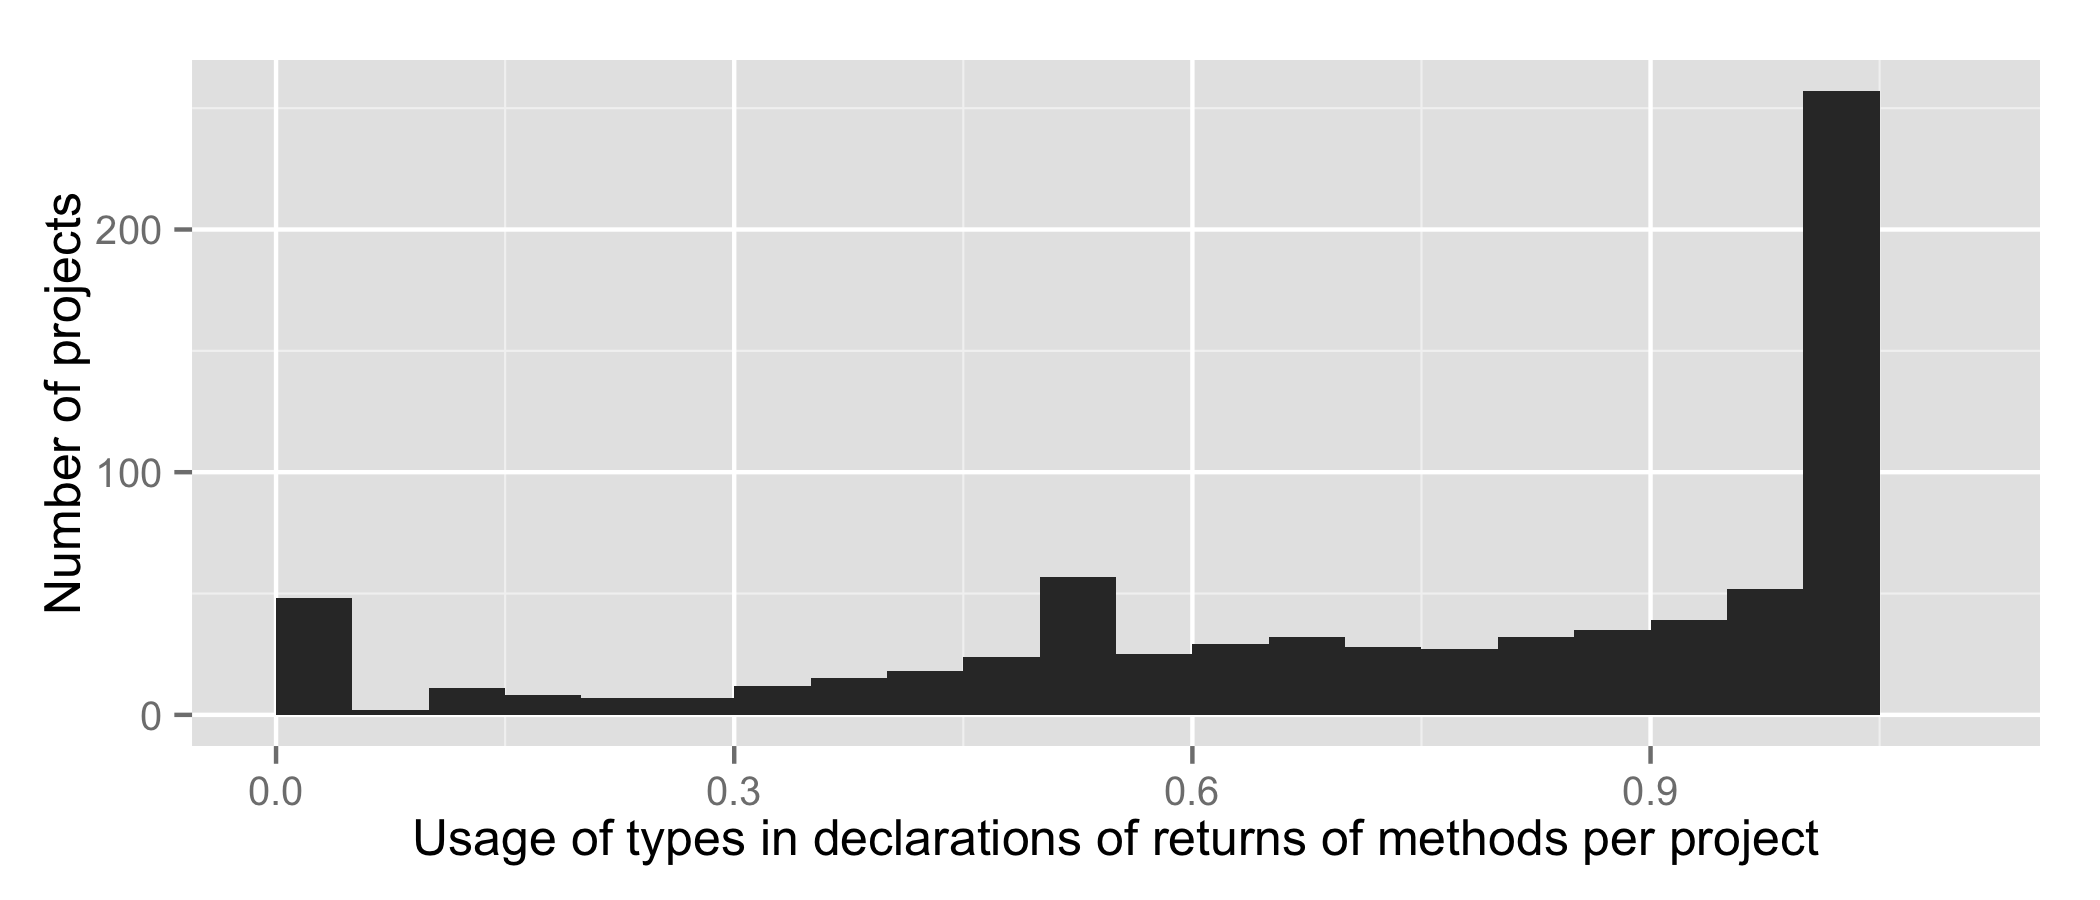 Number of projects
200
100
0
0.0 0.3 0.6 0.9
Usage of types in declarations of returns of methods per project